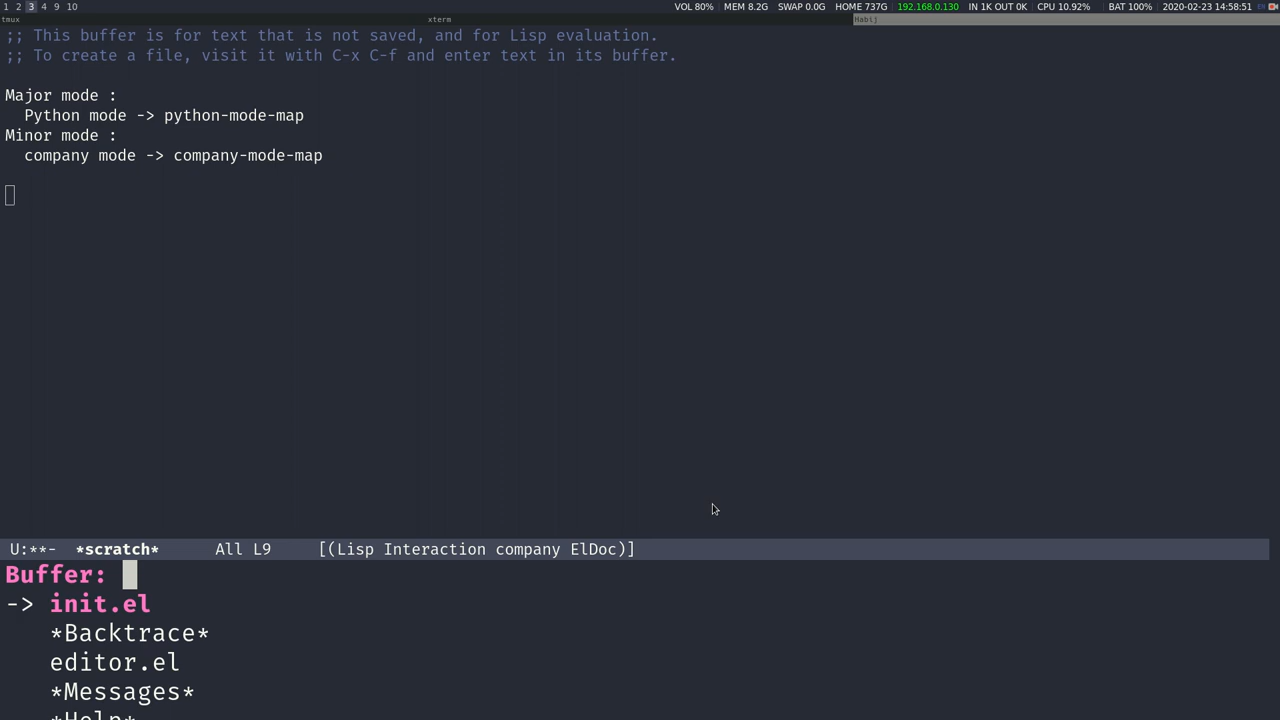 1 2 3 4 9 10 VOL 80% MEM 8.2G SWAP 0.0G HOME 737G 192.168.0.130 IN 1K OUT 0K CPU 10.92% BAT 100% 2020-02-23 14:58:51 EN
tmux xterm Habij
;; This buffer is for text that is not saved, and for Lisp evaluation.
;; To create a file, visit it with C-x C-f and enter text in its buffer.
Major mode :
Python mode -> python-mode-map
Minor mode :
company mode -> company-mode-map
U:**- *scratch* All L9 [(Lisp Interaction company ElDoc)]
Buffer:
-> init.el
*Backtrace*
editor.el
*Messages*
*Help*